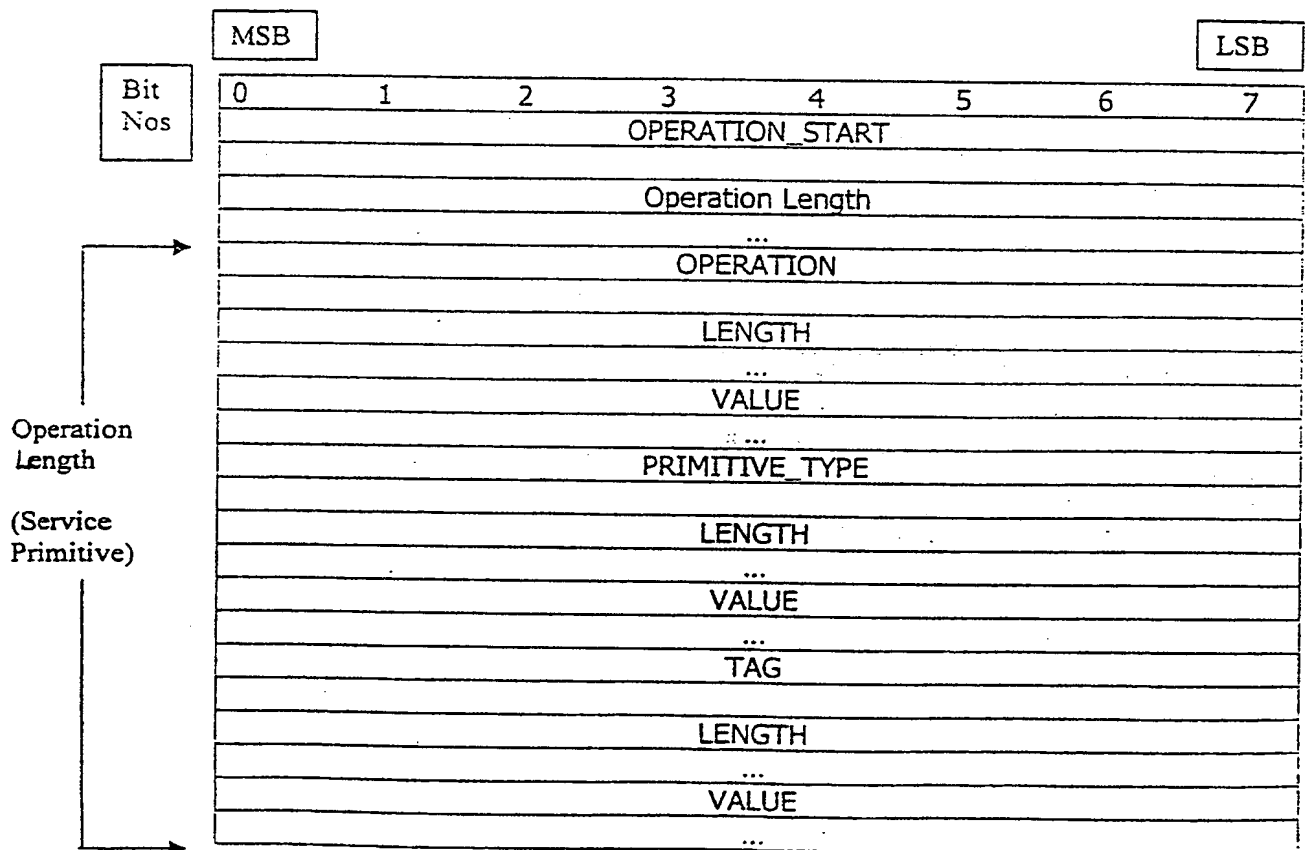 MSB
LSB
Bit
Nos
0 1 2 3 4 5 6 7
OPERATION_START
Operation Length
...
OPERATION
LENGTH
...
VALUE
...
PRIMITIVE_TYPE
LENGTH
...
VALUE
...
TAG
LENGTH
...
VALUE
...
Operation
Length
(Service
Primitive)